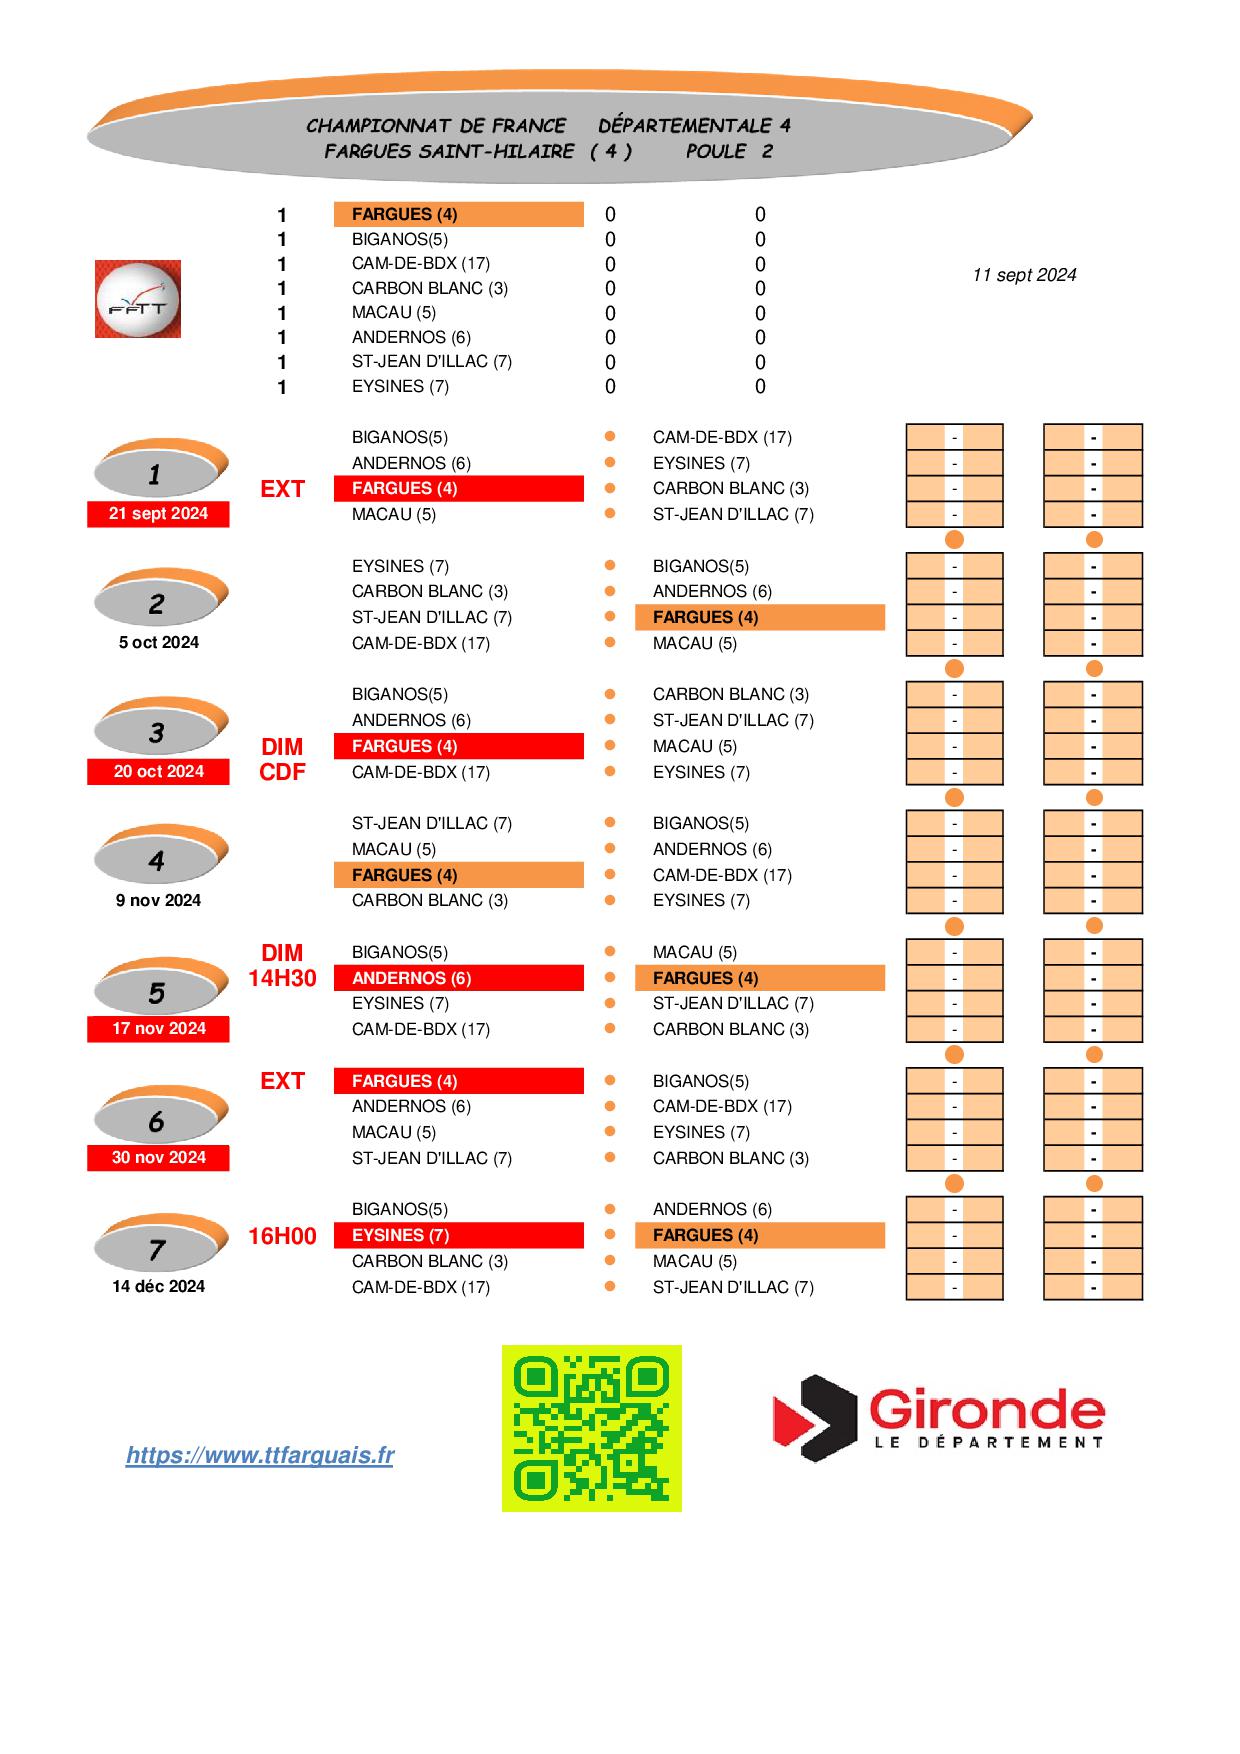 CHAMPIONNAT DE FRANCE DÉPARTEMENTALE 4
FARGUES SAINT-HILAIRE ( 4 ) POULE 2
1 FARGUES (4) 0 0
1 BIGANOS(5) 0 0
1 CAM-DE-BDX (17) 0 0
11 sept 2024
1 CARBON BLANC (3) 0 0
1 MACAU (5) 0 0
FFTT
1 ANDERNOS (6) 0 0
1 ST-JEAN D'ILLAC (7) 0 0
1 EYSINES (7) 0 0
BIGANOS(5) CAM-DE-BDX (17) - -
ANDERNOS (6) EYSINES (7) - -
1
EXT FARGUES (4) CARBON BLANC (3) - -
21 sept 2024 MACAU (5) ST-JEAN D'ILLAC (7) - -
EYSINES (7) BIGANOS(5) - -
CARBON BLANC (3) ANDERNOS (6) - -
2
ST-JEAN D'ILLAC (7) FARGUES (4) - -
5 oct 2024 CAM-DE-BDX (17) MACAU (5) - -
BIGANOS(5) CARBON BLANC (3) - -
ANDERNOS (6) ST-JEAN D'ILLAC (7) - -
3
DIM FARGUES (4) MACAU (5) - -
20 oct 2024 CDF CAM-DE-BDX (17) EYSINES (7) - -
ST-JEAN D'ILLAC (7) BIGANOS(5) - -
MACAU (5) ANDERNOS (6) - -
4
FARGUES (4) CAM-DE-BDX (17) - -
9 nov 2024 CARBON BLANC (3) EYSINES (7) - -
DIM BIGANOS(5) MACAU (5) - -
14H30 ANDERNOS (6) FARGUES (4) - -
5
EYSINES (7) ST-JEAN D'ILLAC (7) - -
17 nov 2024 CAM-DE-BDX (17) CARBON BLANC (3) - -
EXT FARGUES (4) BIGANOS(5) - -
ANDERNOS (6) CAM-DE-BDX (17) - -
6
MACAU (5) EYSINES (7) - -
30 nov 2024 ST-JEAN D'ILLAC (7) CARBON BLANC (3) - -
BIGANOS(5) ANDERNOS (6) - -
16H00 EYSINES (7) FARGUES (4) - -
7
CARBON BLANC (3) MACAU (5) - -
14 déc 2024 CAM-DE-BDX (17) ST-JEAN D'ILLAC (7) - -
Gironde
LE DÉPARTEMENT
https://www.ttfarguais.fr